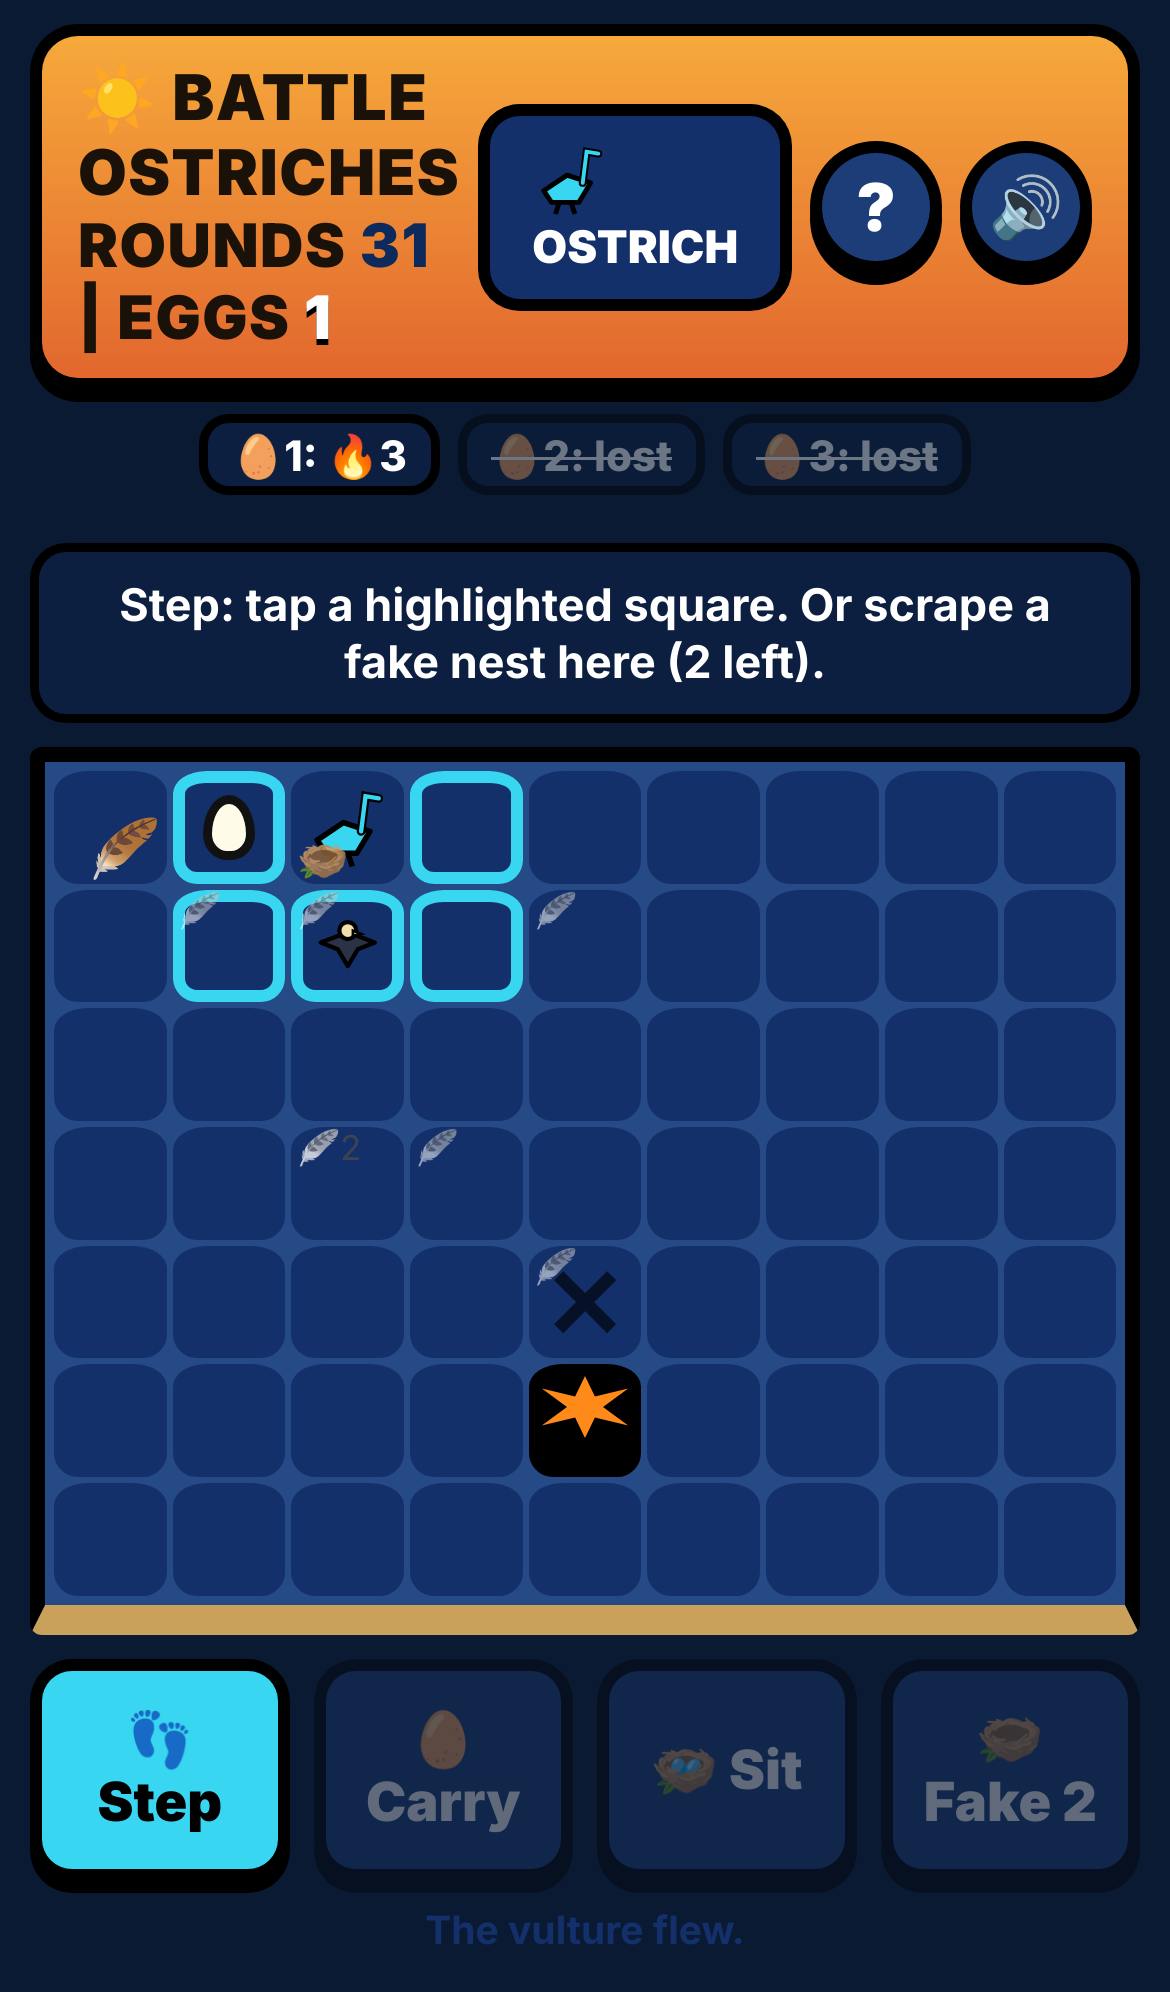 BATTLE
OSTRICHES
ROUNDS 31
| EGGS 1
OSTRICH
?
1: 3
2: lost
3: lost
Step: tap a highlighted square. Or scrape a
fake nest here (2 left).
2
Step
Carry
Sit
Fake 2
The vulture flew.